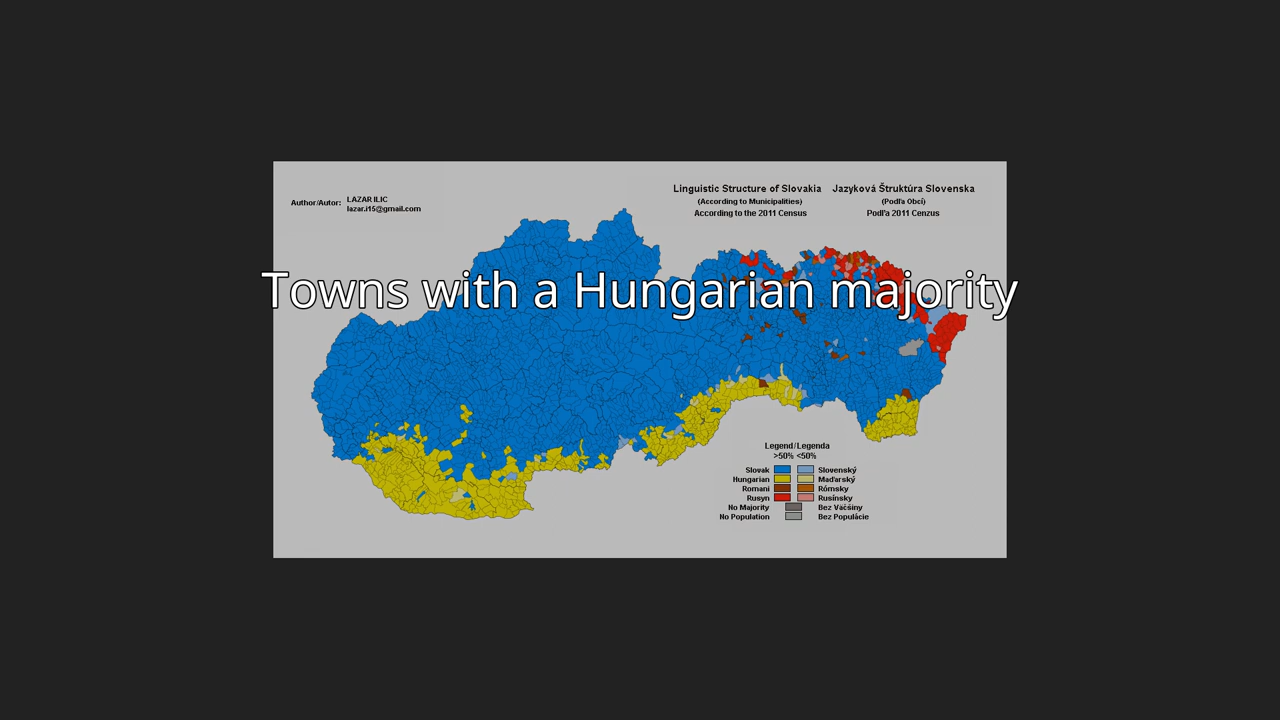 Linguistic Structure of Slovakia Jazyková Štruktúra Slovenska
Author/Autor: LAZAR ILIC
(According to Municipalities) (Podľa Obcí)
lazar.i15@gmail.com
According to the 2011 Census Podľa 2011 Cenzus
Towns with a Hungarian majority
Legend/Legenda
>50% <50%
Slovak Slovenský
Hungarian Maďarský
Romani Rómsky
Rusyn Rusínsky
No Majority Bez Väčšiny
No Population Bez Populácie